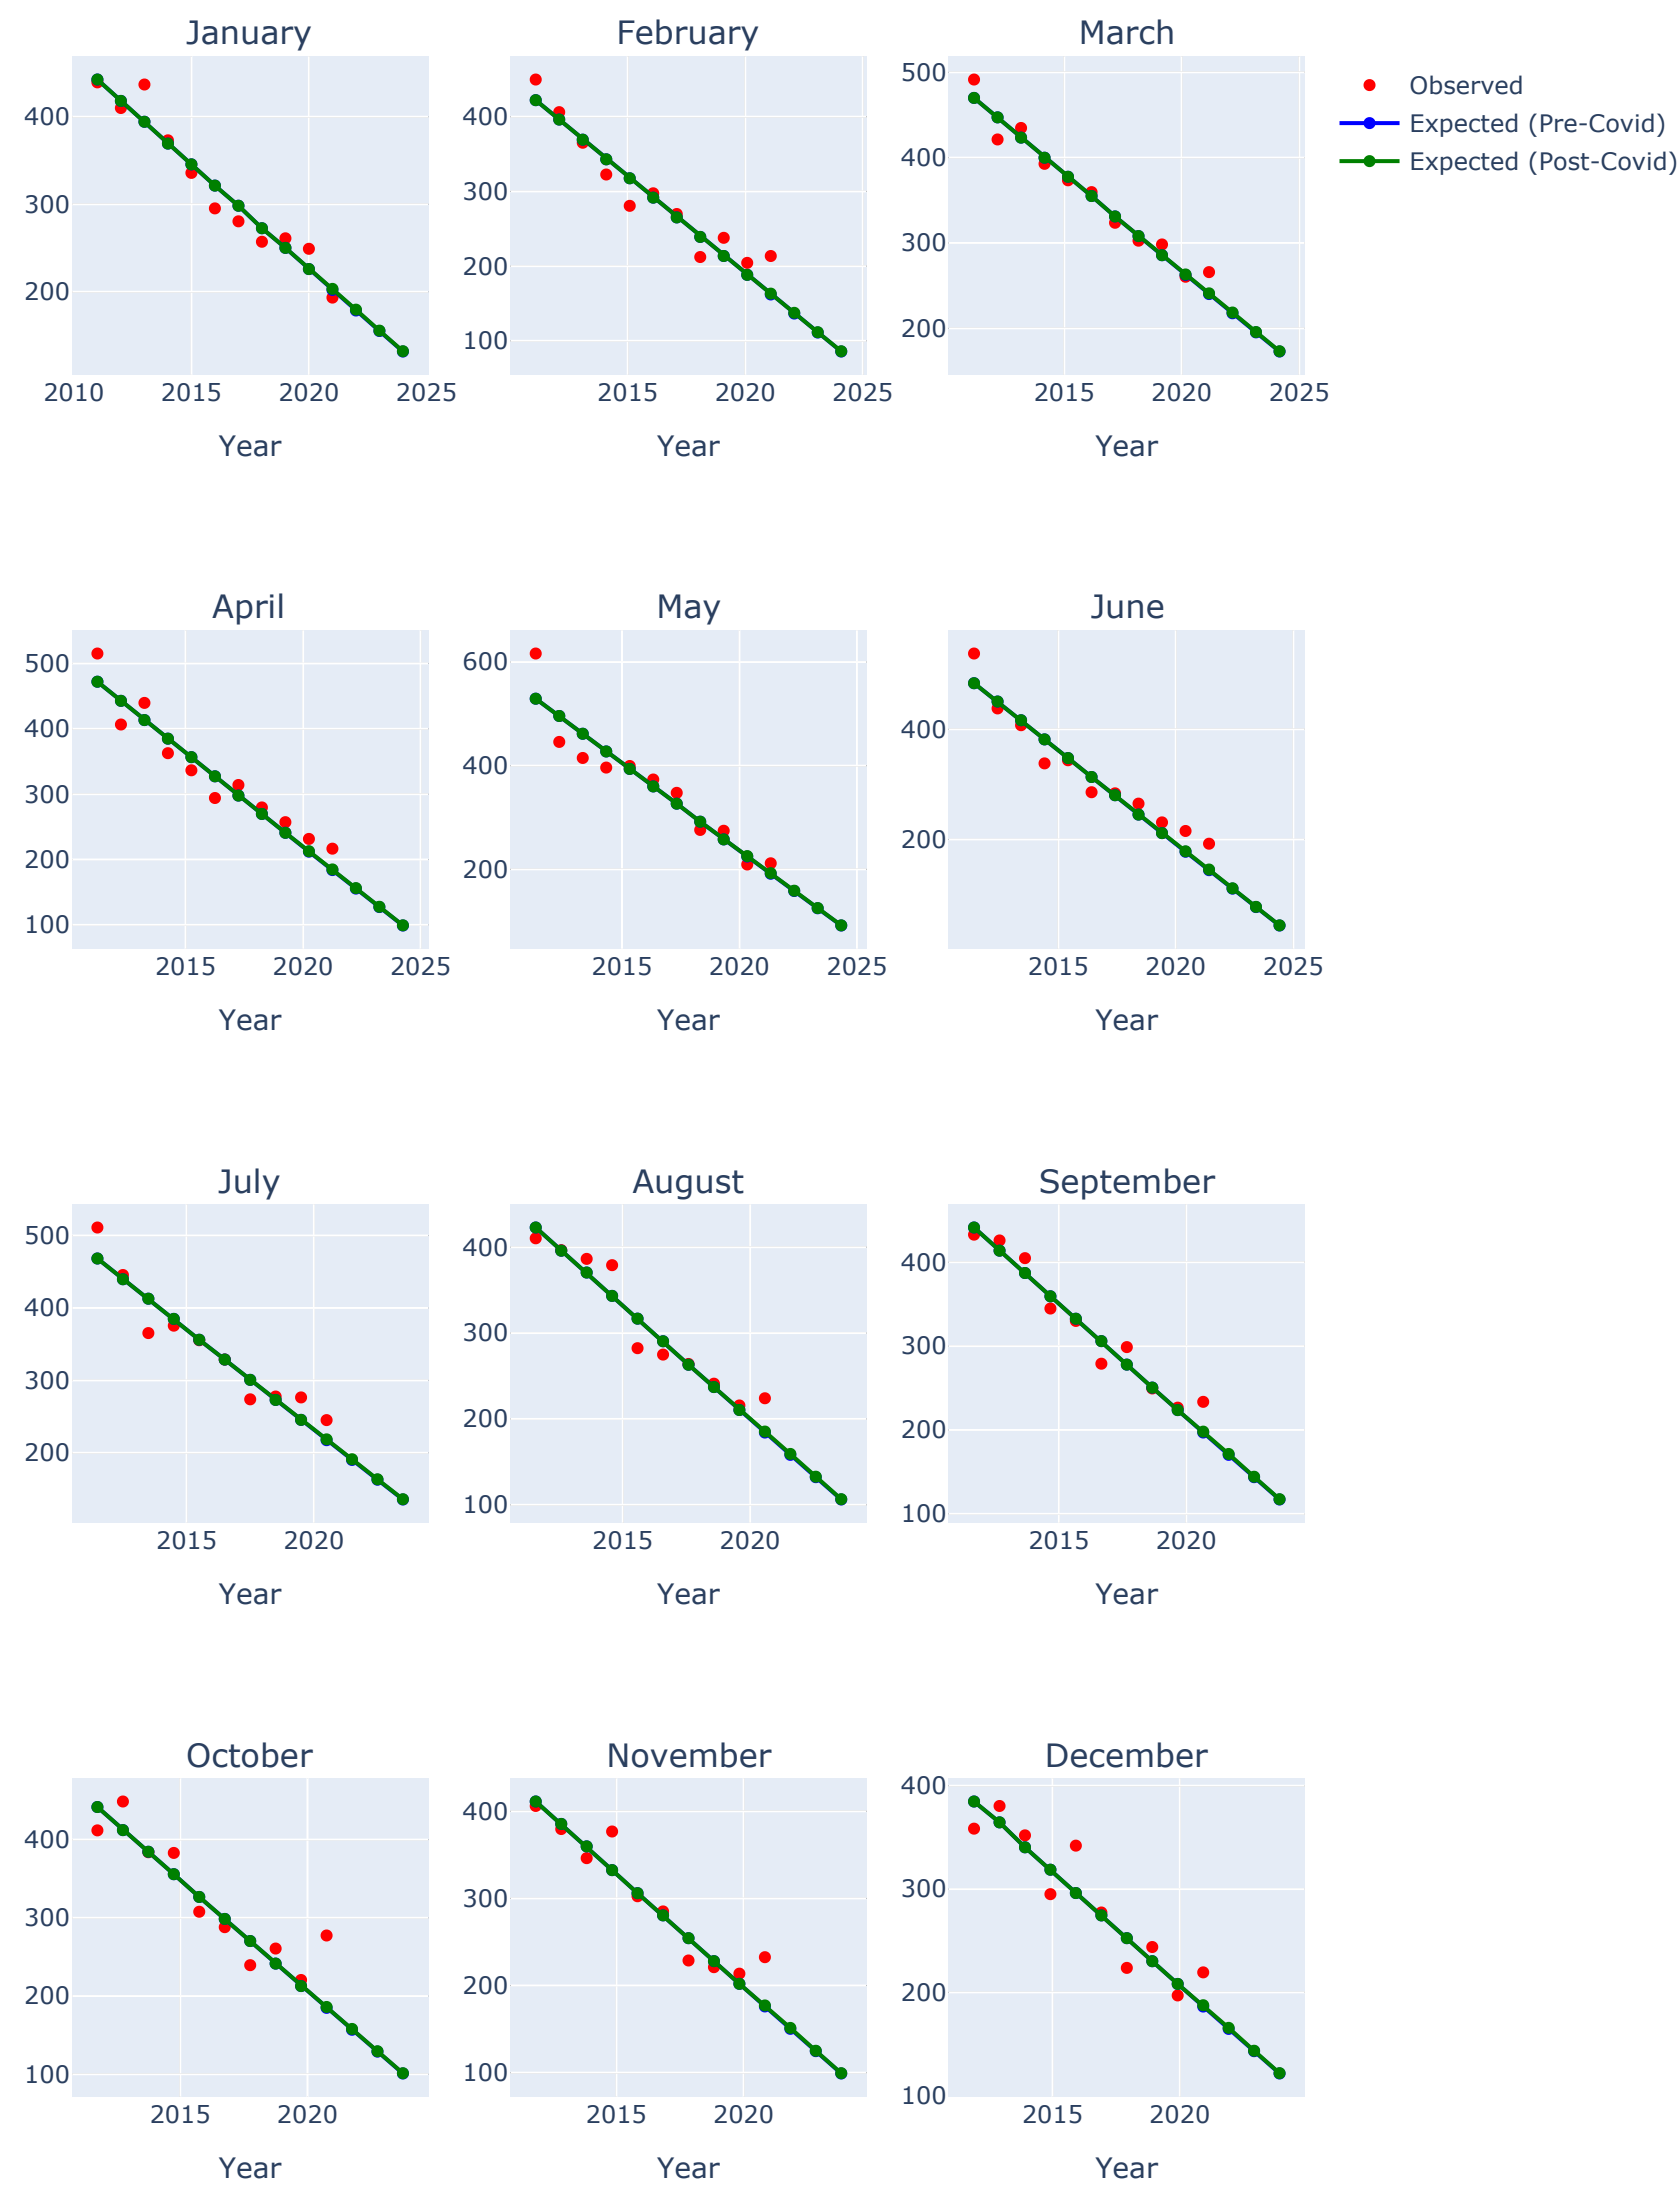 January
February
March
Observed
Expected (Pre-Covid)
Expected (Post-Covid)
400
300
200
2010 2015 2020 2025
Year
400
300
200
100
2015 2020 2025
Year
500
400
300
200
2015 2020 2025
Year
April
May
June
500
400
300
200
100
2015 2020 2025
Year
600
400
200
2015 2020 2025
Year
400
200
2015 2020 2025
Year
July
August
September
500
400
300
200
2015 2020
Year
400
300
200
100
2015 2020
Year
400
300
200
100
2015 2020
Year
October
November
December
400
300
200
100
2015 2020
Year
400
300
200
100
2015 2020
Year
400
300
200
100
2015 2020
Year